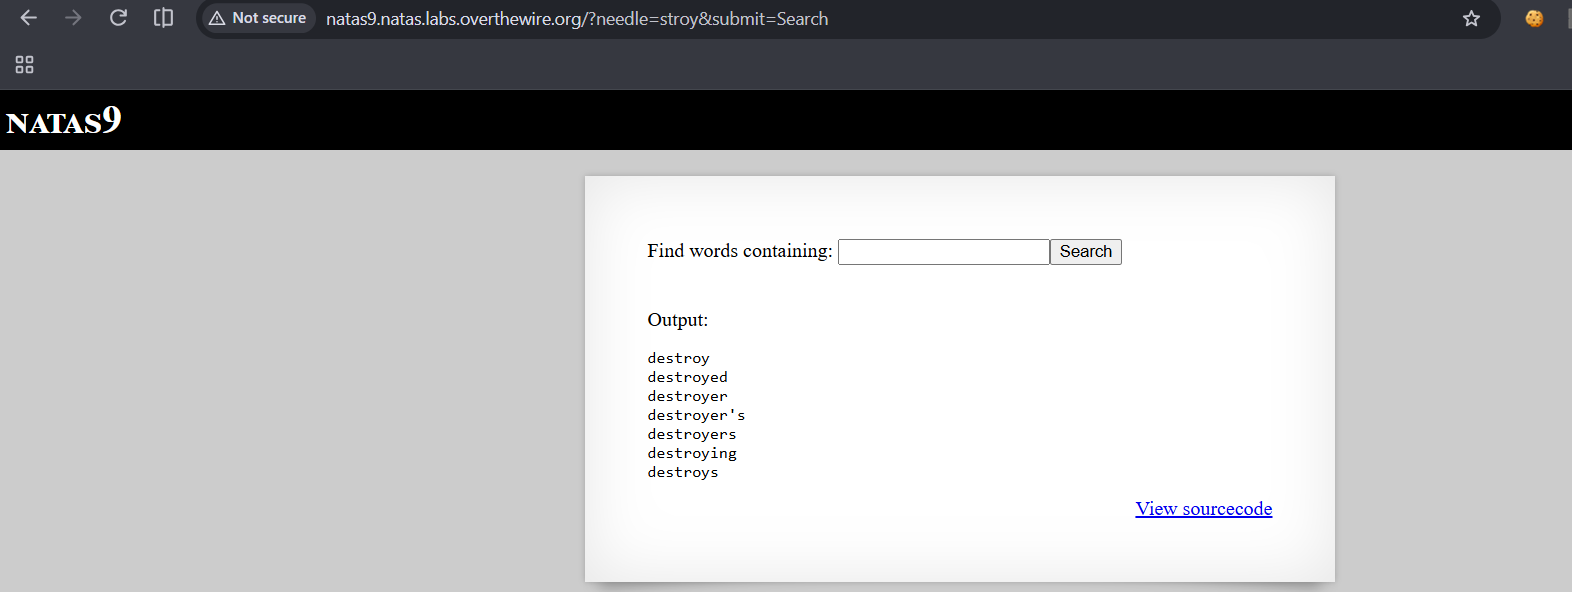 Not secure natas9.natas.labs.overthewire.org/?needle=stroy&submit=Search
NATAS9
Find words containing: Search
Output:
destroy
destroyed
destroyer
destroyer's
destroyers
destroying
destroys
View sourcecode